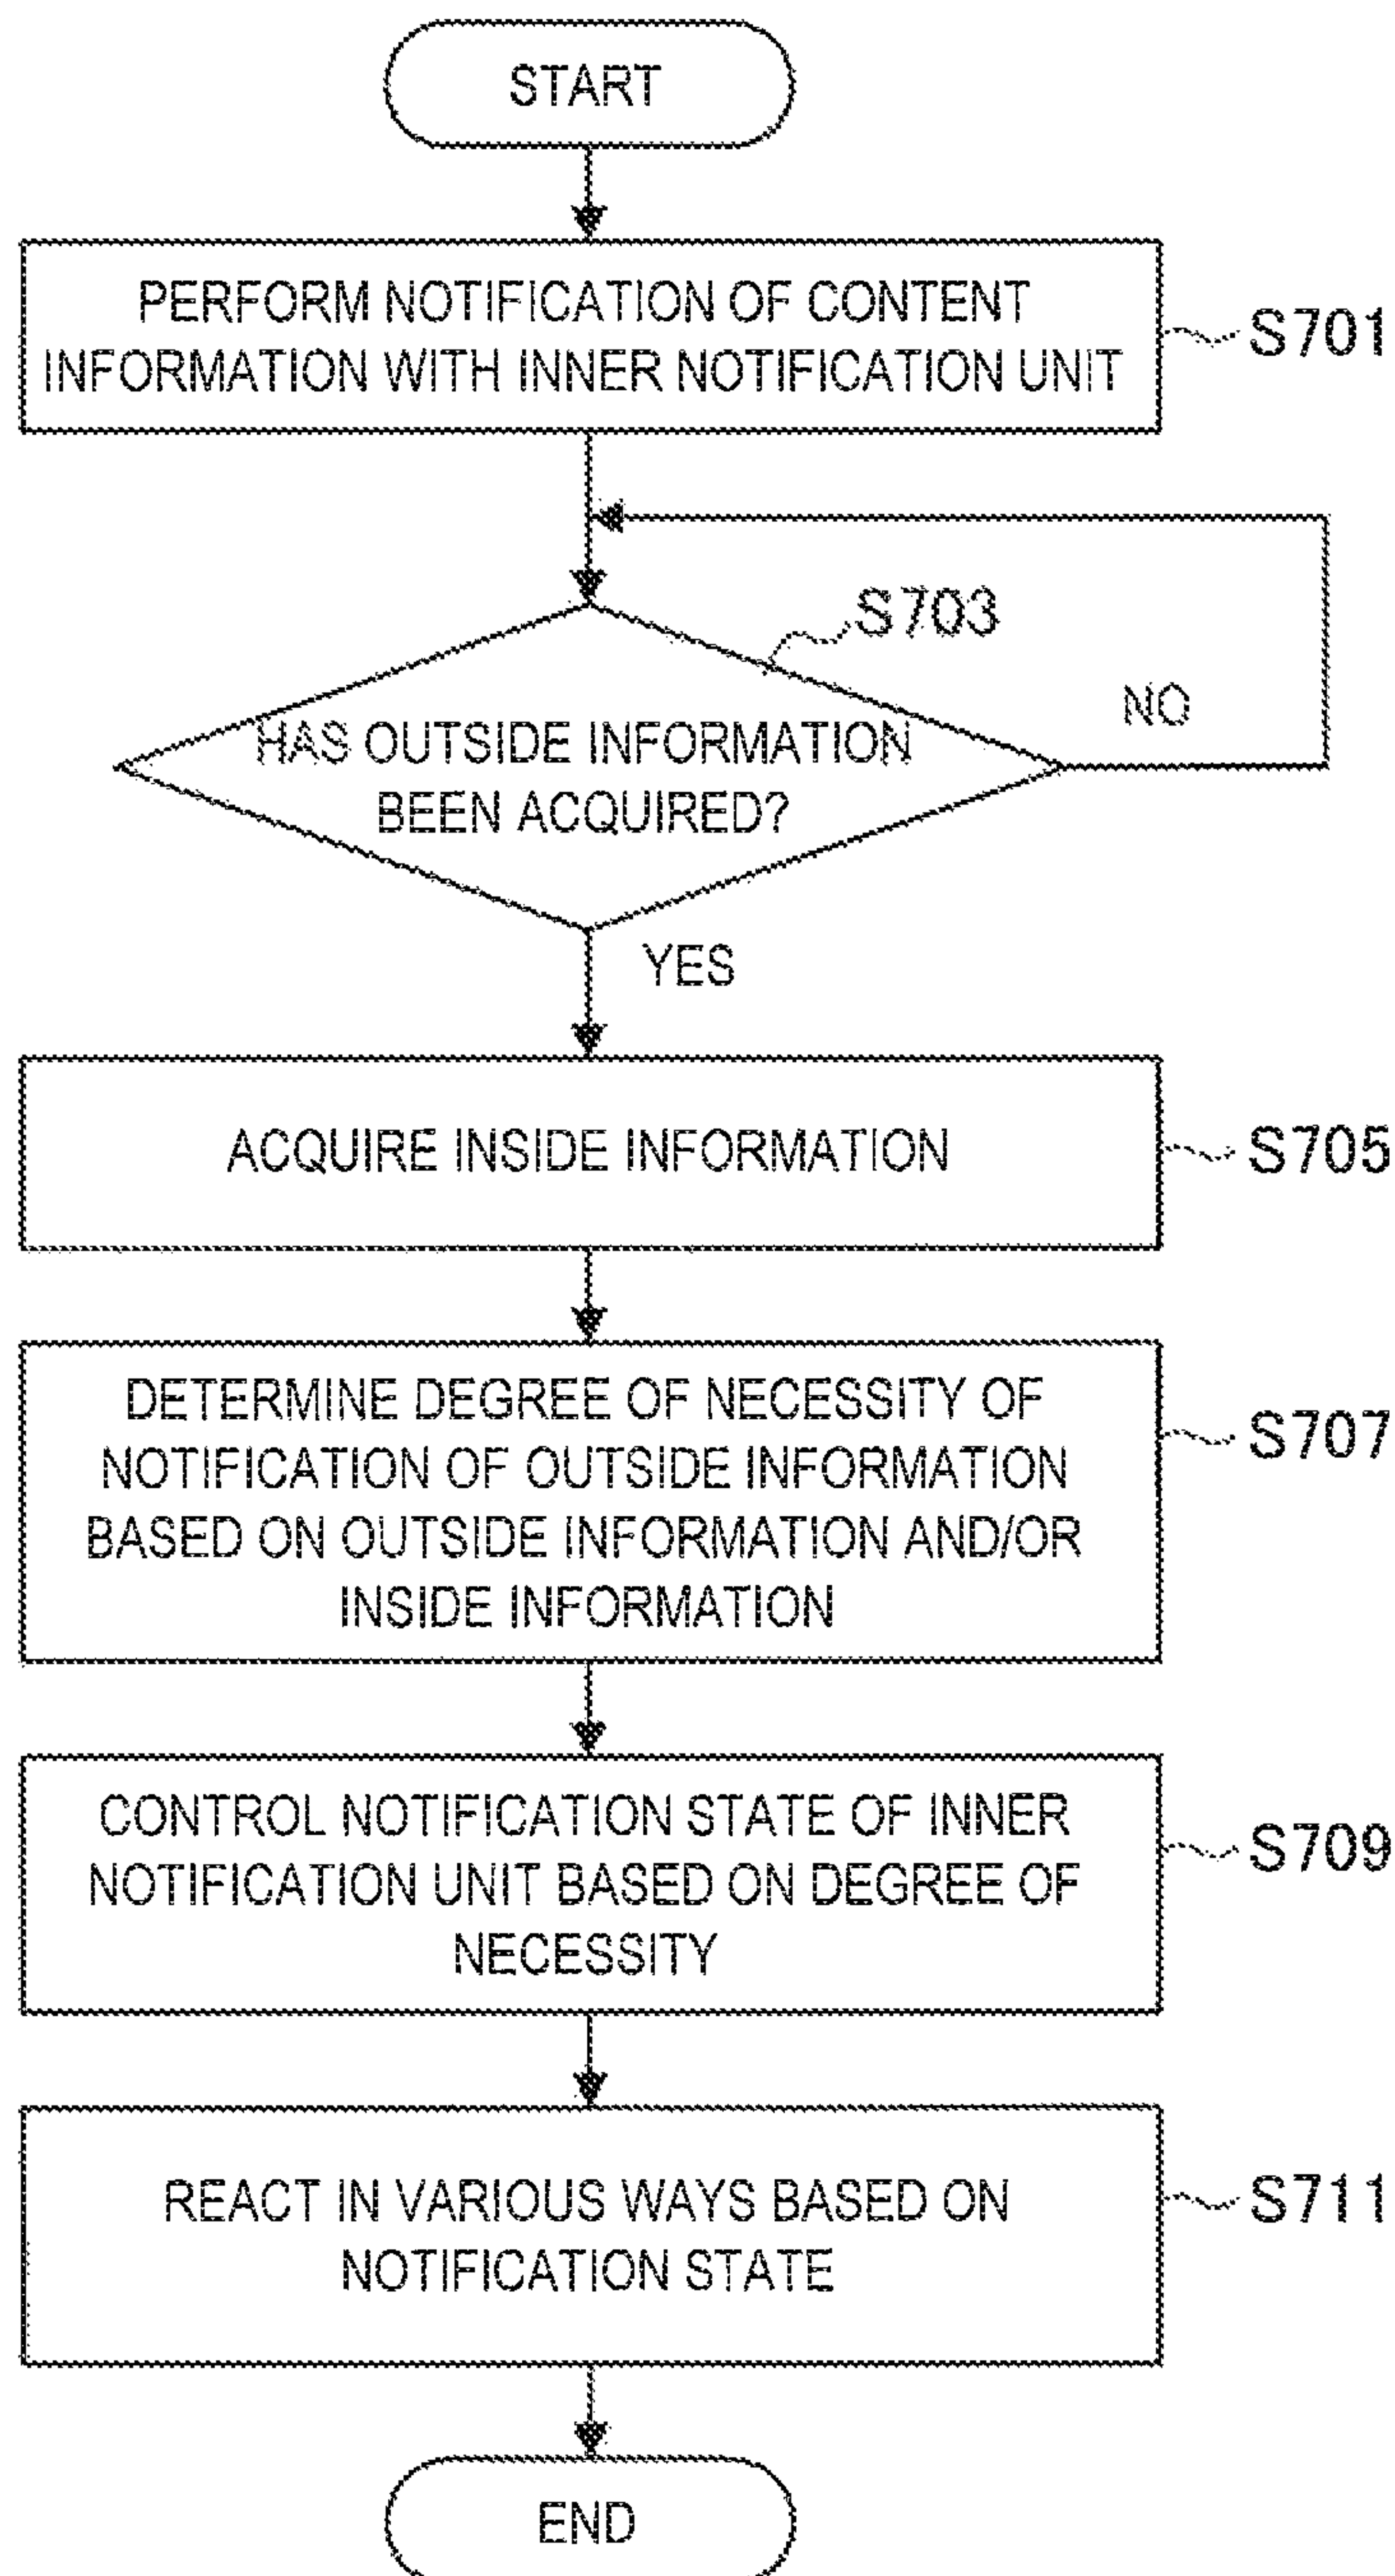 START
PERFORM NOTIFICATION OF CONTENT
INFORMATION WITH INNER NOTIFICATION UNIT
S701
S703
HAS OUTSIDE INFORMATION
BEEN ACQUIRED?
NO
YES
ACQUIRE INSIDE INFORMATION
S705
DETERMINE DEGREE OF NECESSITY OF
NOTIFICATION OF OUTSIDE INFORMATION
BASED ON OUTSIDE INFORMATION AND/OR
INSIDE INFORMATION
S707
CONTROL NOTIFICATION STATE OF INNER
NOTIFICATION UNIT BASED ON DEGREE OF
NECESSITY
S709
REACT IN VARIOUS WAYS BASED ON
NOTIFICATION STATE
S711
END